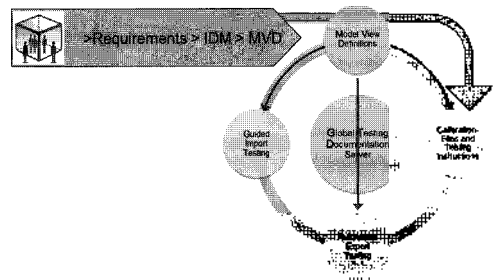 >Requirements > IDM > MVD
Model View
Definitions
Guided
Import
Testing
Global Testing
Documentation
Server
Calibration
Files and
Testing
Instructions
Export
Testing